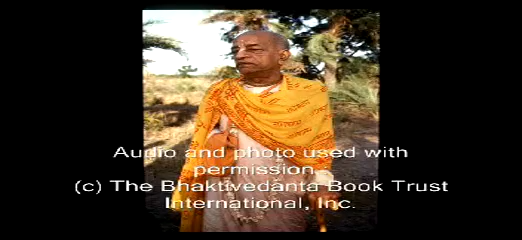 Audio and photo used with
permission.
(c) The Bhaktivedanta Book Trust
International, Inc.